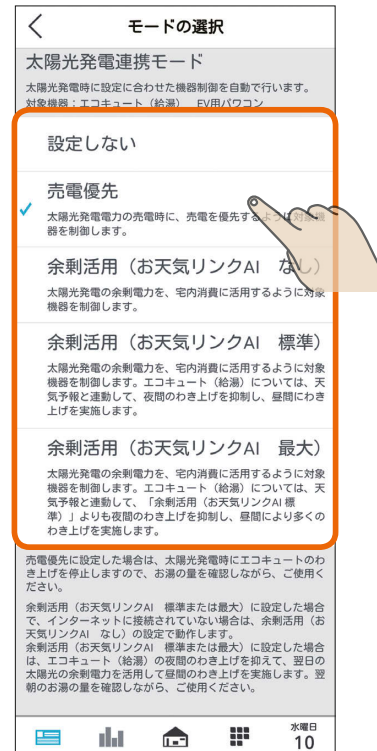 モードの選択
太陽光発電連携モード
太陽光発電時に設定に合わせた機器制御を自動で行います。
対象機器：エコキュート（給湯）　EV用パワコン
設定しない
売電優先
太陽光発電電力の売電時に、売電を優先するように対象機
器を制御します。
余剰活用（お天気リンクAI　なし）
太陽光発電の余剰電力を、宅内消費に活用するように対象
機器を制御します。
余剰活用（お天気リンクAI　標準）
太陽光発電の余剰電力を、宅内消費に活用するように対象
機器を制御します。エコキュート（給湯）については、天
気予報と連動して、夜間のわき上げを抑制し、昼間にわき
上げを実施します。
余剰活用（お天気リンクAI　最大）
太陽光発電の余剰電力を、宅内消費に活用するように対象
機器を制御します。エコキュート（給湯）については、天
気予報と連動して、「余剰活用（お天気リンクAI 標
準）」よりも夜間のわき上げを抑制し、昼間により多くの
わき上げを実施します。
売電優先に設定した場合は、太陽光発電時にエコキュートのわ
き上げを停止しますので、お湯の量を確認しながら、ご使用く
ださい。
余剰活用（お天気リンクAI　標準または最大）に設定した場合
で、インターネットに接続されていない場合は、余剰活用（お
天気リンクAI　なし）の設定で動作します。
余剰活用（お天気リンクAI　標準または最大）に設定した場合
は、エコキュート（給湯）の夜間のわき上げを抑えて、翌日の
太陽光の余剰電力を活用して昼間のわき上げを実施します。翌
朝のお湯の量を確認しながら、ご使用ください。
水曜日
10